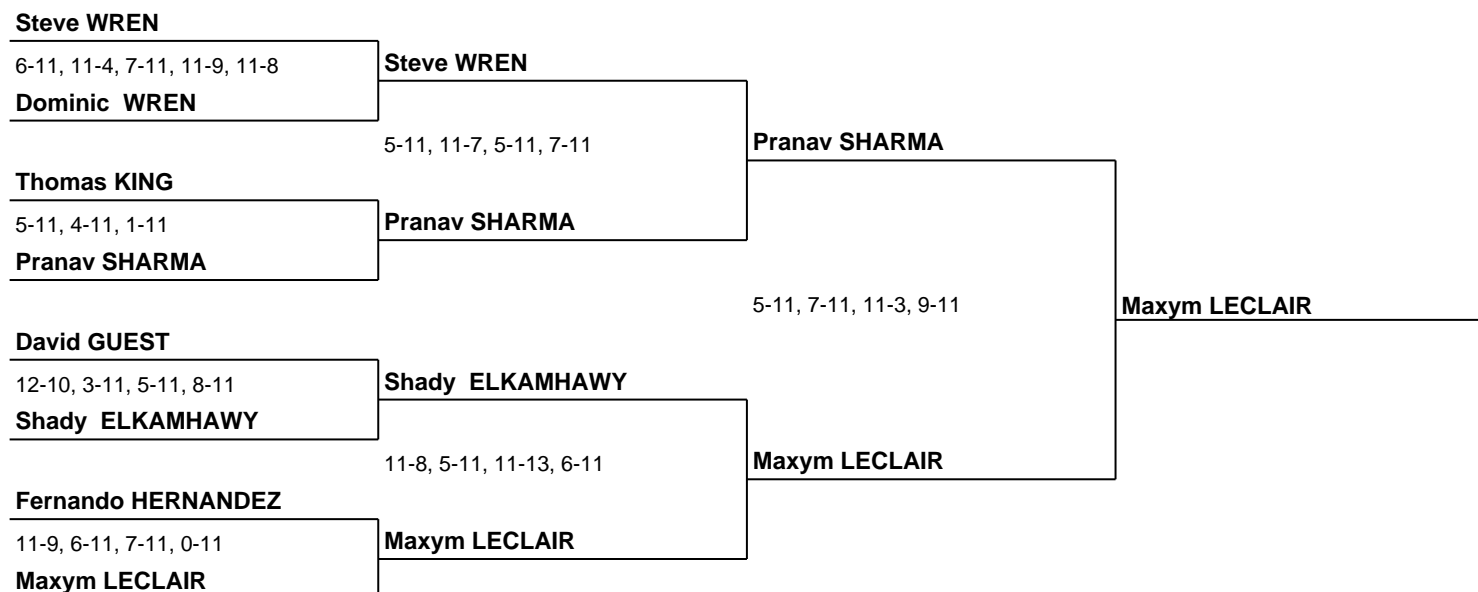 Steve WREN
6-11, 11-4, 7-11, 11-9, 11-8
Dominic  WREN
Thomas KING
5-11, 4-11, 1-11
Pranav SHARMA
David GUEST
12-10, 3-11, 5-11, 8-11
Shady  ELKAMHAWY
Fernando HERNANDEZ
11-9, 6-11, 7-11, 0-11
Maxym LECLAIR
Steve WREN
5-11, 11-7, 5-11, 7-11
Pranav SHARMA
Shady  ELKAMHAWY
11-8, 5-11, 11-13, 6-11
Maxym LECLAIR
Pranav SHARMA
5-11, 7-11, 11-3, 9-11
Maxym LECLAIR
Maxym LECLAIR